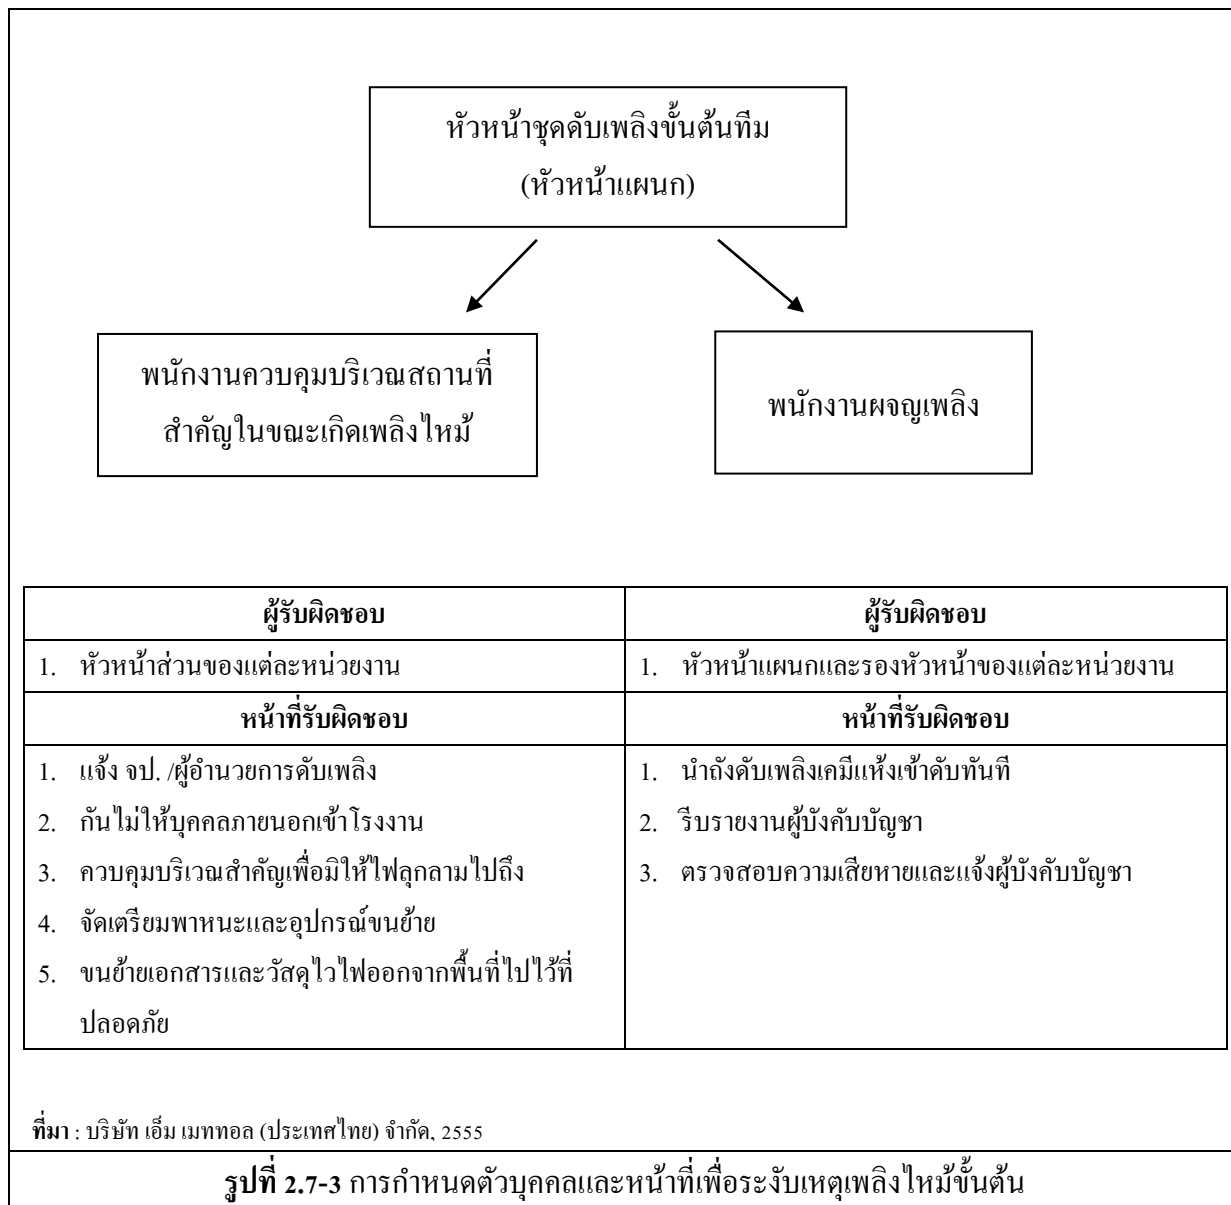 หัวหน้าชุดดับเพลิงขั้นต้นทีม
(หัวหน้าแผนก)
พนักงานควบคุมบริเวณสถานที่
สำคัญในขณะเกิดเพลิงไหม้
พนักงานผจญเพลิง
ผู้รับผิดชอบ
ผู้รับผิดชอบ
1. หัวหน้าส่วนของแต่ละหน่วยงาน
1. หัวหน้าแผนกและรองหัวหน้าของแต่ละหน่วยงาน
หน้าที่รับผิดชอบ
หน้าที่รับผิดชอบ
1. แจ้ง จป. /ผู้อำนวยการดับเพลิง
2. กันไม่ให้บุคคลภายนอกเข้าโรงงาน
3. ควบคุมบริเวณสำคัญเพื่อมิให้ไฟลุกลามไปถึง
4. จัดเตรียมพาหนะและอุปกรณ์ขนย้าย
5. ขนย้ายเอกสารและวัสดุไวไฟออกจากพื้นที่ไปไว้ที่
ปลอดภัย
1. นำถังดับเพลิงเคมีแห้งเข้าดับทันที
2. รีบรายงานผู้บังคับบัญชา
3. ตรวจสอบความเสียหายและแจ้งผู้บังคับบัญชา
ที่มา : บริษัท เอ็ม เมททอล (ประเทศไทย) จำกัด, 2555
รูปที่ 2.7-3 การกำหนดตัวบุคคลและหน้าที่เพื่อระงับเหตุเพลิงไหม้ขั้นต้น